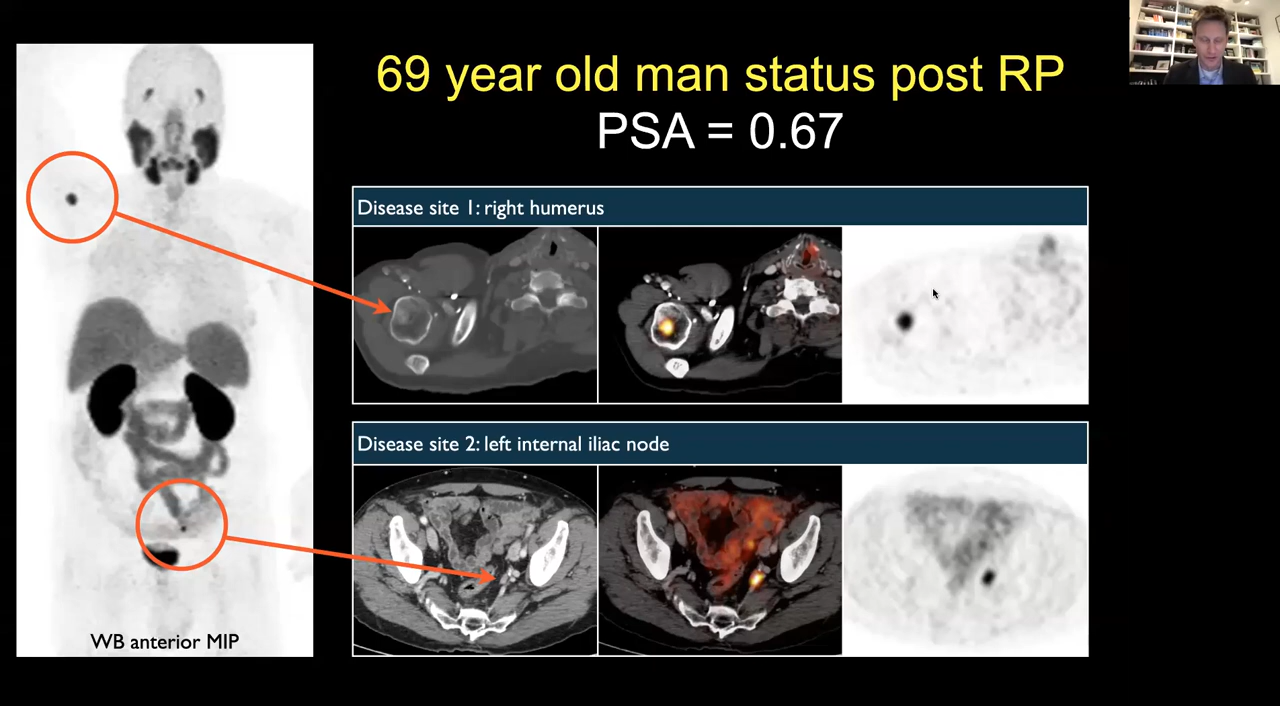 69 year old man status post RP
PSA = 0.67
Disease site 1: right humerus
Disease site 2: left internal iliac node
WB anterior MIP